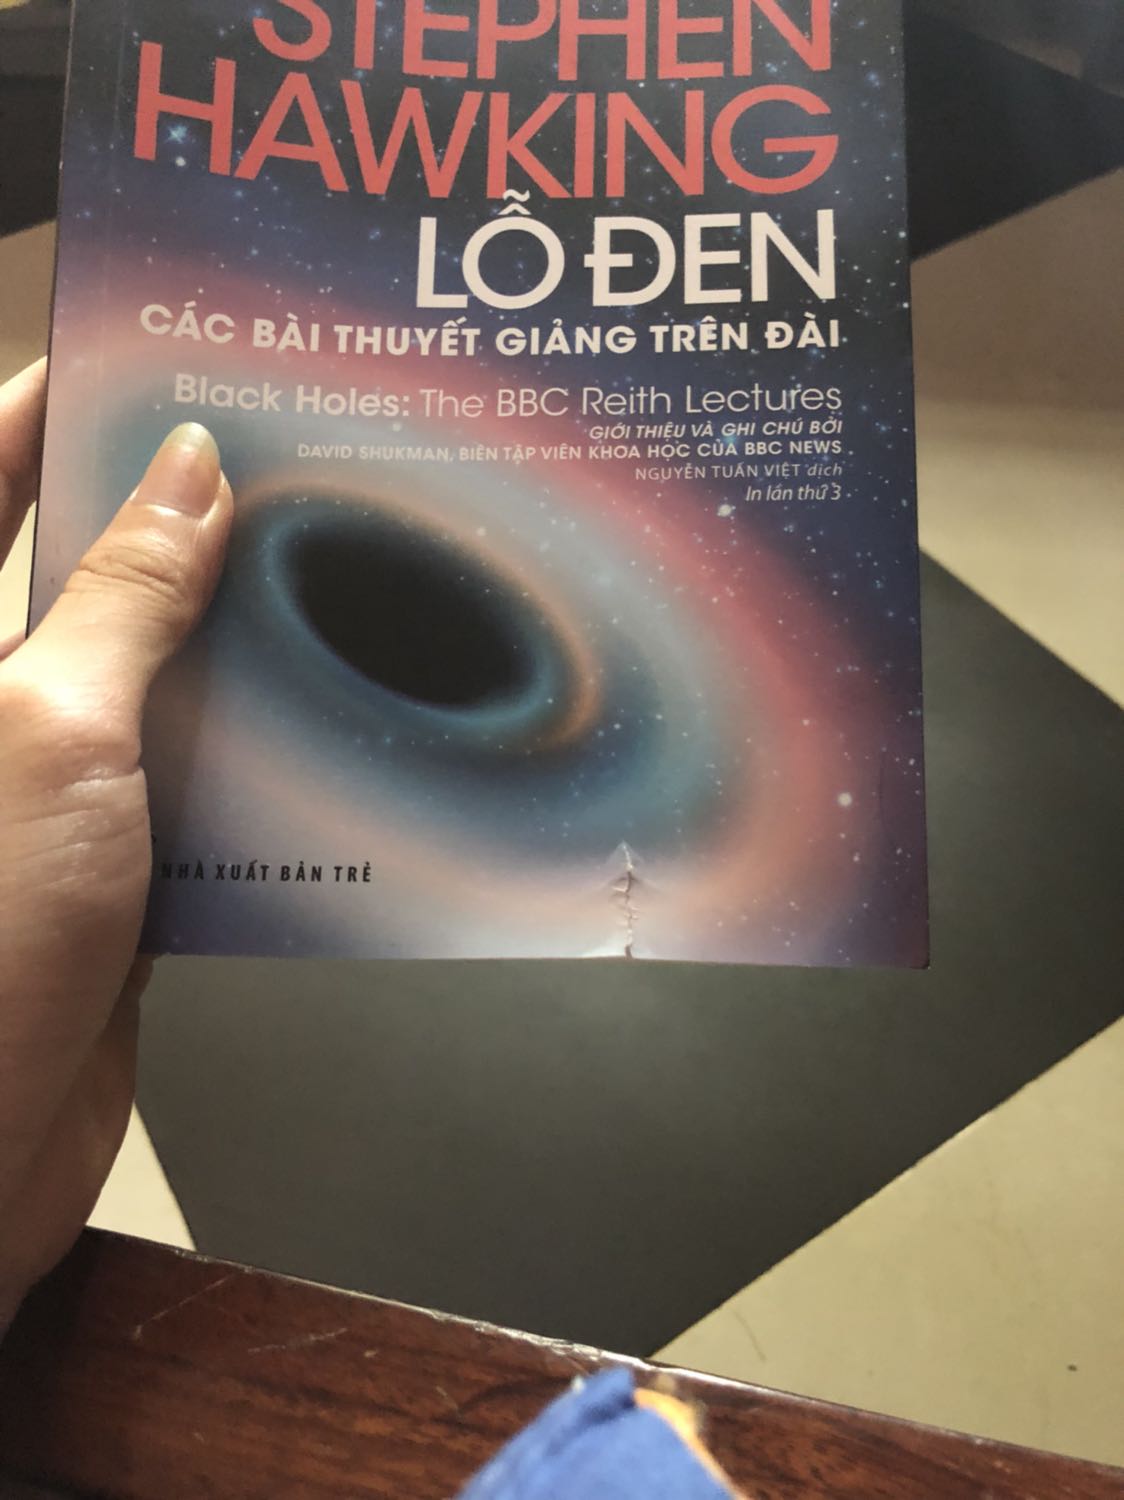 STEPHEN
HAWKING
LỖ ĐEN
CÁC BÀI THUYẾT GIẢNG TRÊN ĐÀI
Black Holes: The BBC Reith Lectures
GIỚI THIỆU VÀ GHI CHÚ BỞI
DAVID SHUKMAN, BIÊN TẬP VIÊN KHOA HỌC CỦA BBC NEWS
NGUYỄN TUẤN VIỆT dịch
In lần thứ 3
NHÀ XUẤT BẢN TRẺ